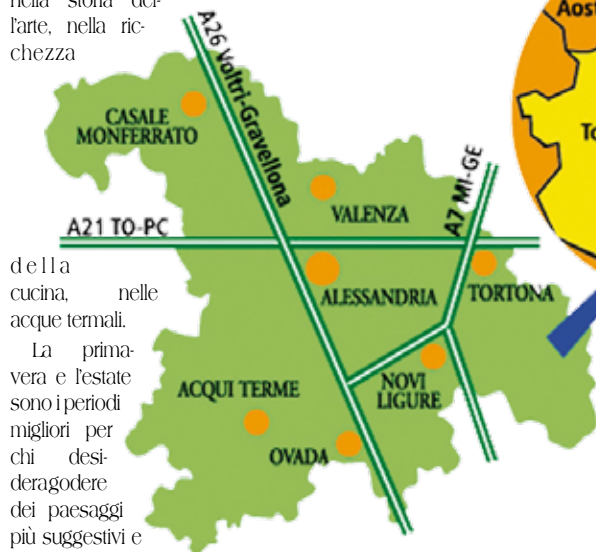 nella storia del-
l'arte, nella ric-
chezza
della
cucina, nelle
acque termali.
La prima-
vera e l'estate
sono i periodi
migliori per
chi desi-
deragodere
dei paesaggi
più suggestivi e
A26 Voltri-Gravellona
CASALE
MONFERRATO
VALENZA
A7 MI-GE
A21 TO-PC
ALESSANDRIA
TORTONA
ACQUI TERME
NOVI
LIGURE
OVADA
Aost
To